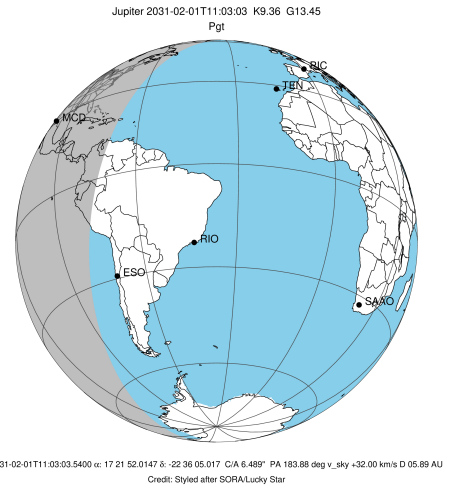 Jupiter 2031-02-01T11:03:03 K9.36 G13.45
Pgt
PIC
TEN
MCD
RIO
ESO
SAAO
31-02-01T11:03:03.5400 α: 17 21 52.0147 δ: -22 36 05.017 C/A 6.489" PA 183.88 deg v_sky +32.00 km/s D 05.89 AU
Credit: Styled after SORA/Lucky Star